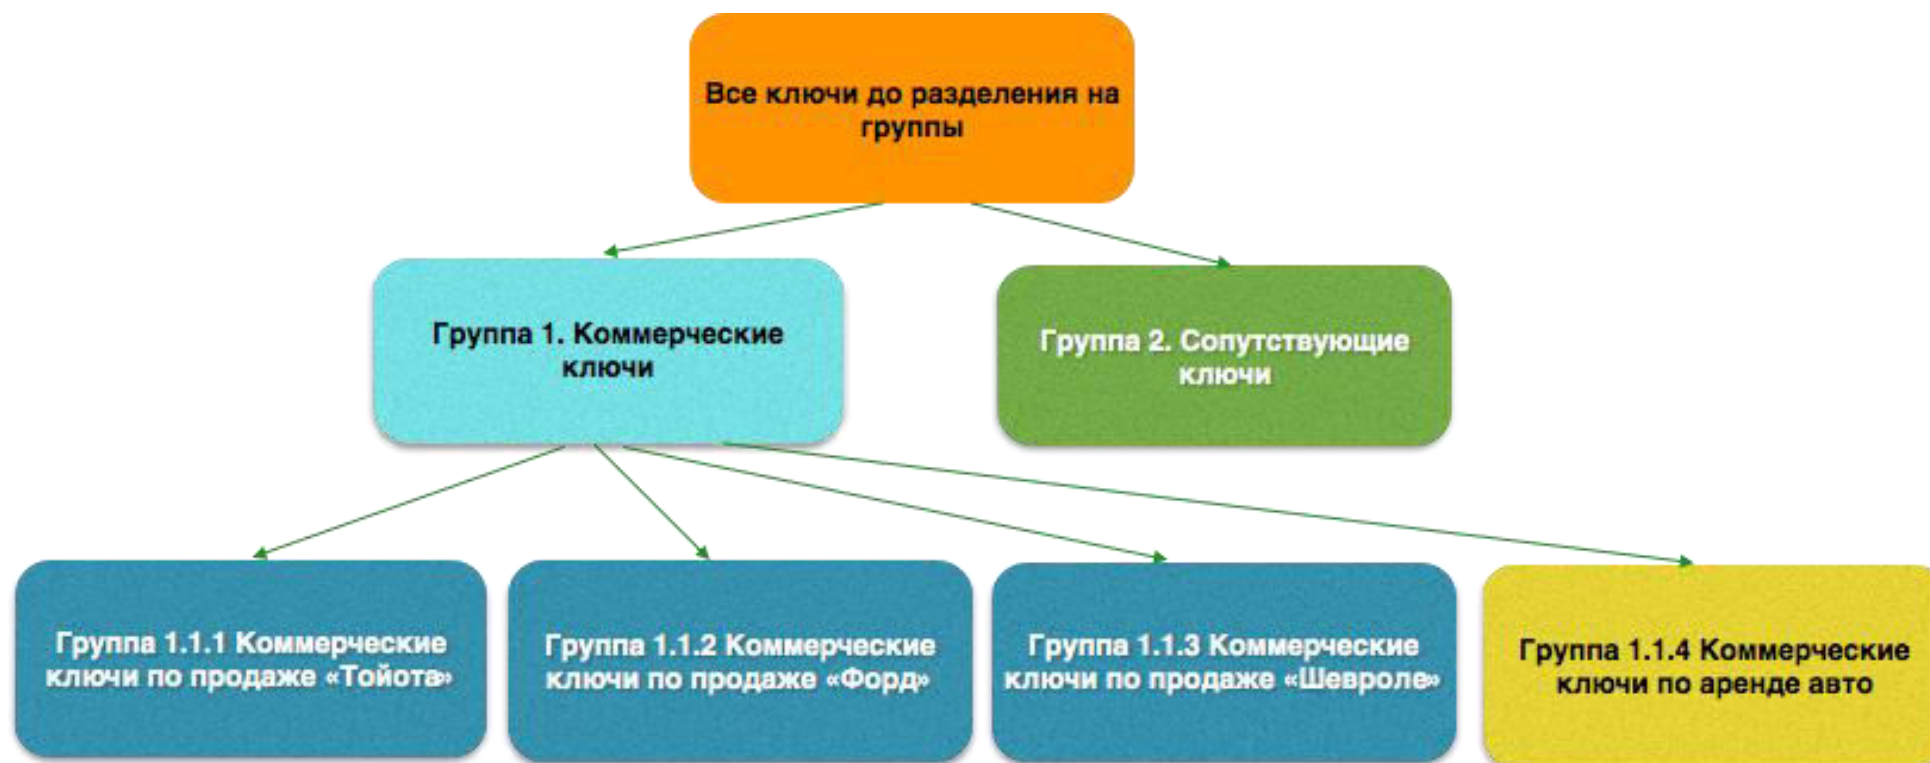 Все ключи до разделения на
группы
Группа 1. Коммерческие
ключи
Группа 2. Сопутствующие
ключи
Группа 1.1.1 Коммерческие
ключи по продаже «Тойота»
Группа 1.1.2 Коммерческие
ключи по продаже «Форд»
Группа 1.1.3 Коммерческие
ключи по продаже «Шевроле»
Группа 1.1.4 Коммерческие
ключи по аренде авто